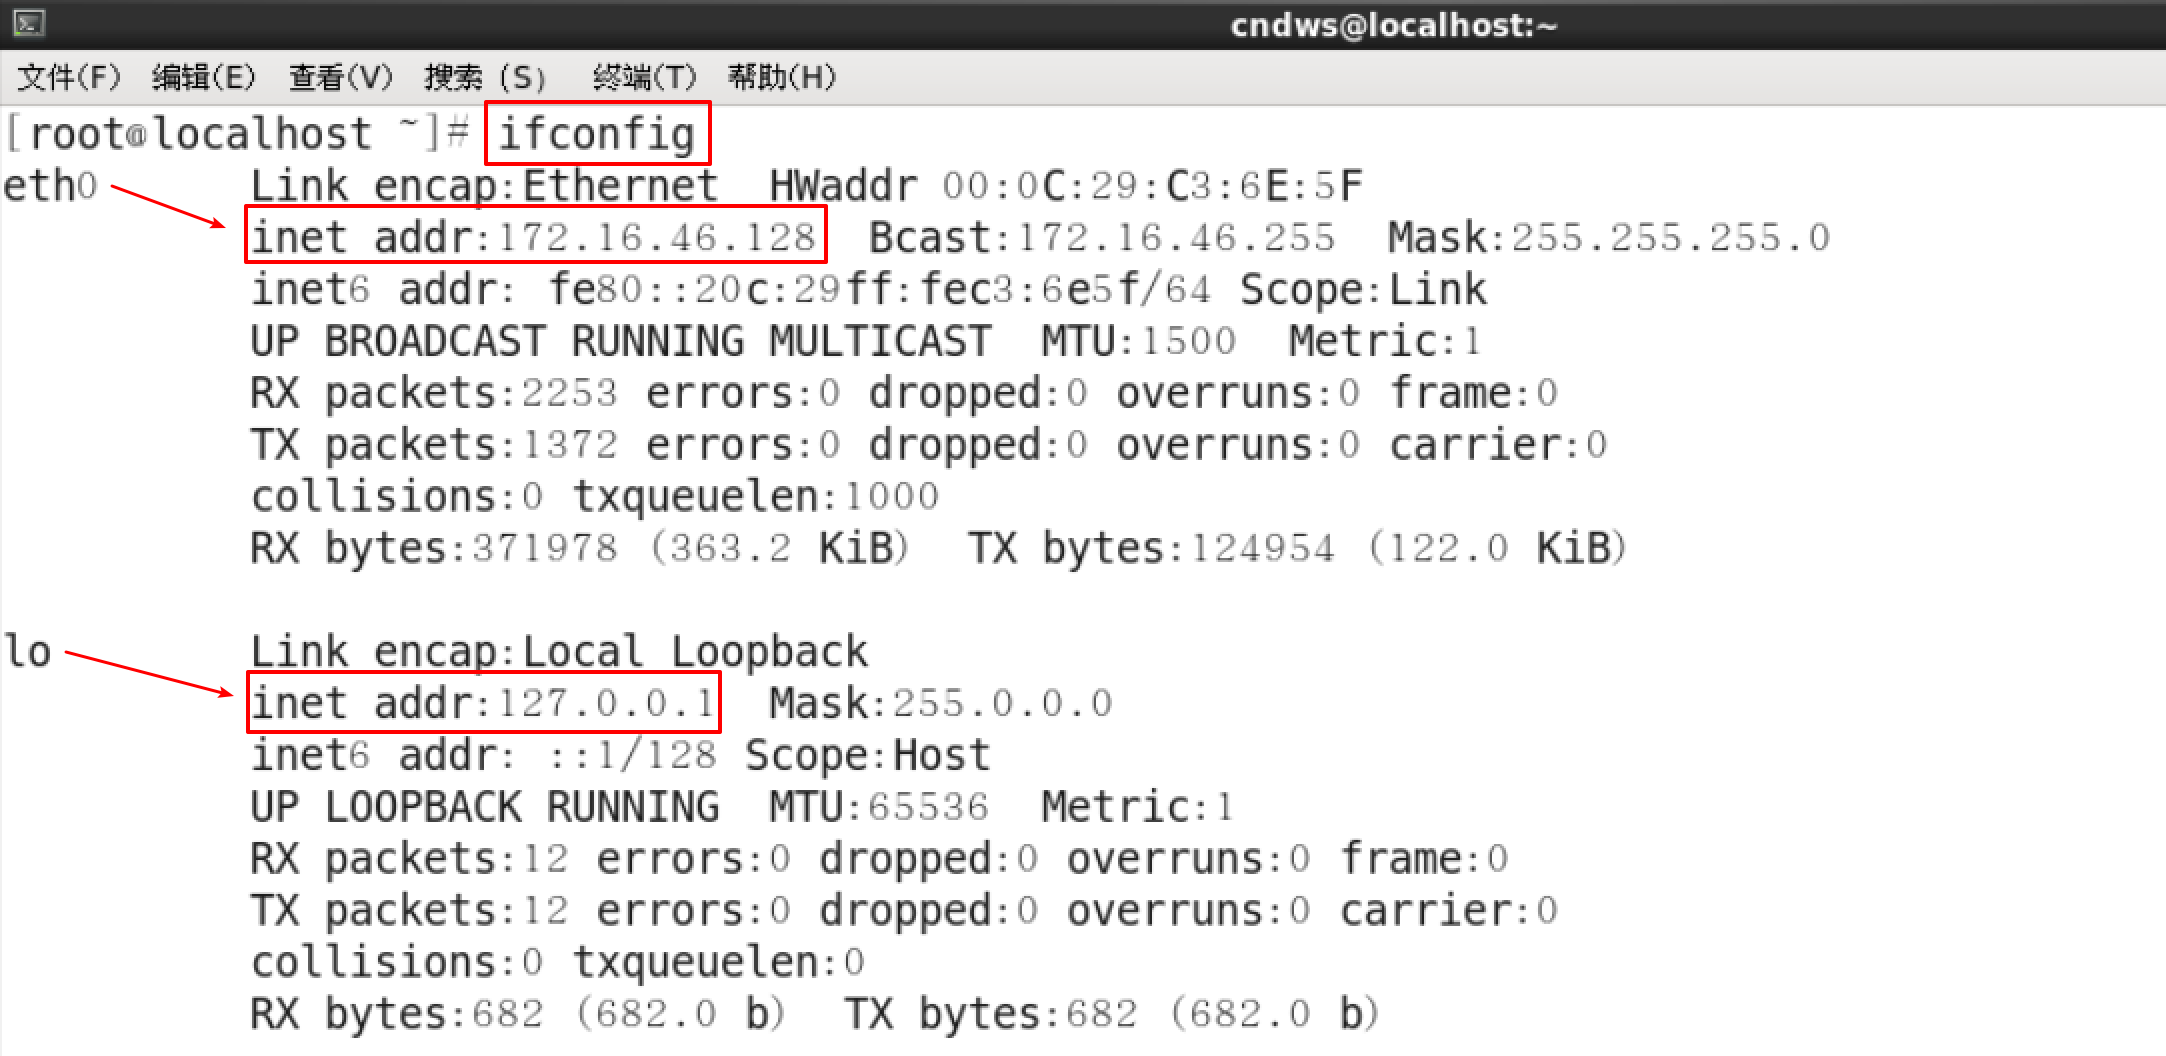 cndws@localhost:~
文件(F) 编辑(E) 查看(V) 搜索 (S) 终端(T) 帮助(H)
[root@localhost ~]# ifconfig
eth0 Link encap:Ethernet HWaddr 00:0C:29:C3:6E:5F
inet addr:172.16.46.128 Bcast:172.16.46.255 Mask:255.255.255.0
inet6 addr: fe80::20c:29ff:fec3:6e5f/64 Scope:Link
UP BROADCAST RUNNING MULTICAST MTU:1500 Metric:1
RX packets:2253 errors:0 dropped:0 overruns:0 frame:0
TX packets:1372 errors:0 dropped:0 overruns:0 carrier:0
collisions:0 txqueuelen:1000
RX bytes:371978 (363.2 KiB) TX bytes:124954 (122.0 KiB)
lo Link encap:Local Loopback
inet addr:127.0.0.1 Mask:255.0.0.0
inet6 addr: ::1/128 Scope:Host
UP LOOPBACK RUNNING MTU:65536 Metric:1
RX packets:12 errors:0 dropped:0 overruns:0 frame:0
TX packets:12 errors:0 dropped:0 overruns:0 carrier:0
collisions:0 txqueuelen:0
RX bytes:682 (682.0 b) TX bytes:682 (682.0 b)